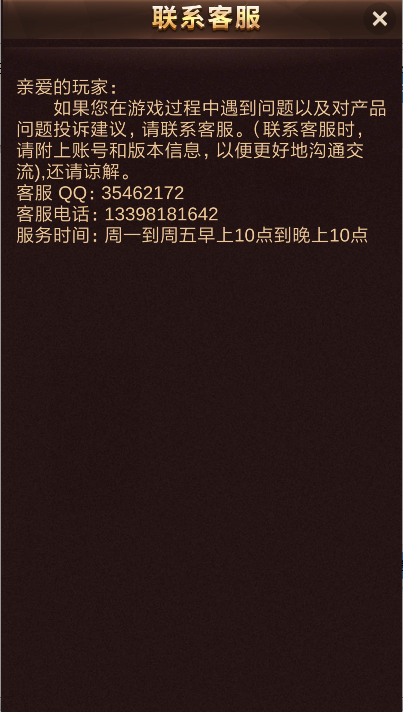 联系客服
亲爱的玩家：
如果您在游戏过程中遇到问题以及对产品
问题投诉建议，请联系客服。（联系客服时，
请附上账号和版本信息，以便更好地沟通交
流),还请谅解。
客服 QQ：35462172
客服电话：13398181642
服务时间：周一到周五早上10点到晚上10点